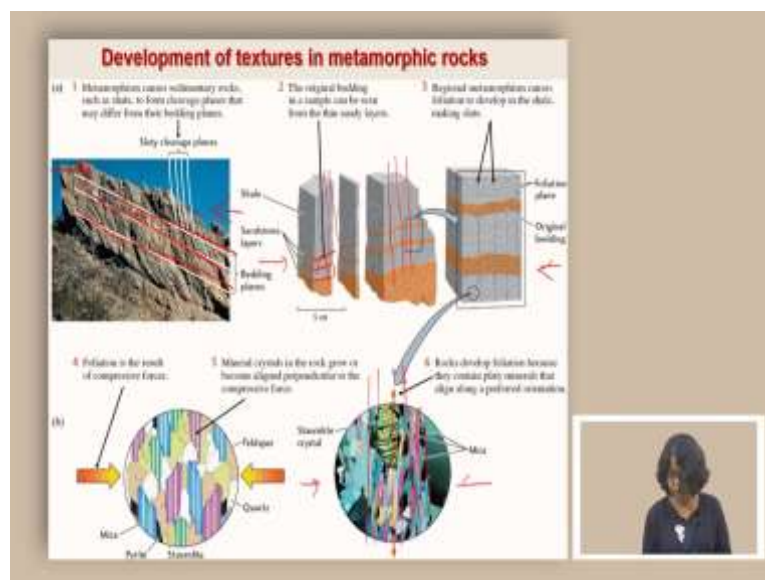 Development of textures in metamorphic rocks
(a) 1 Metamorphism causes sedimentary rocks,
such as shale, to form cleavage planes that
may differ from their bedding planes.
2 The original bedding
in a sample can be seen
from the thin sandy layers.
3 Regional metamorphism causes
foliation to develop in the shale,
making slate.
Slaty cleavage planes
Shale
Sandstone
layers
Bedding
planes
5 cm
Foliation
plane
Original
bedding
4 Foliation is the result
of compressive forces.
5 Mineral crystals in the rock grow or
become aligned perpendicular to the
compressive force.
6 Rocks develop foliation because
they contain platy minerals that
align along a preferred orientation.
(b)
Feldspar
Quartz
Mica
Pyrite
Staurolite
Staurolite
crystal
Mica